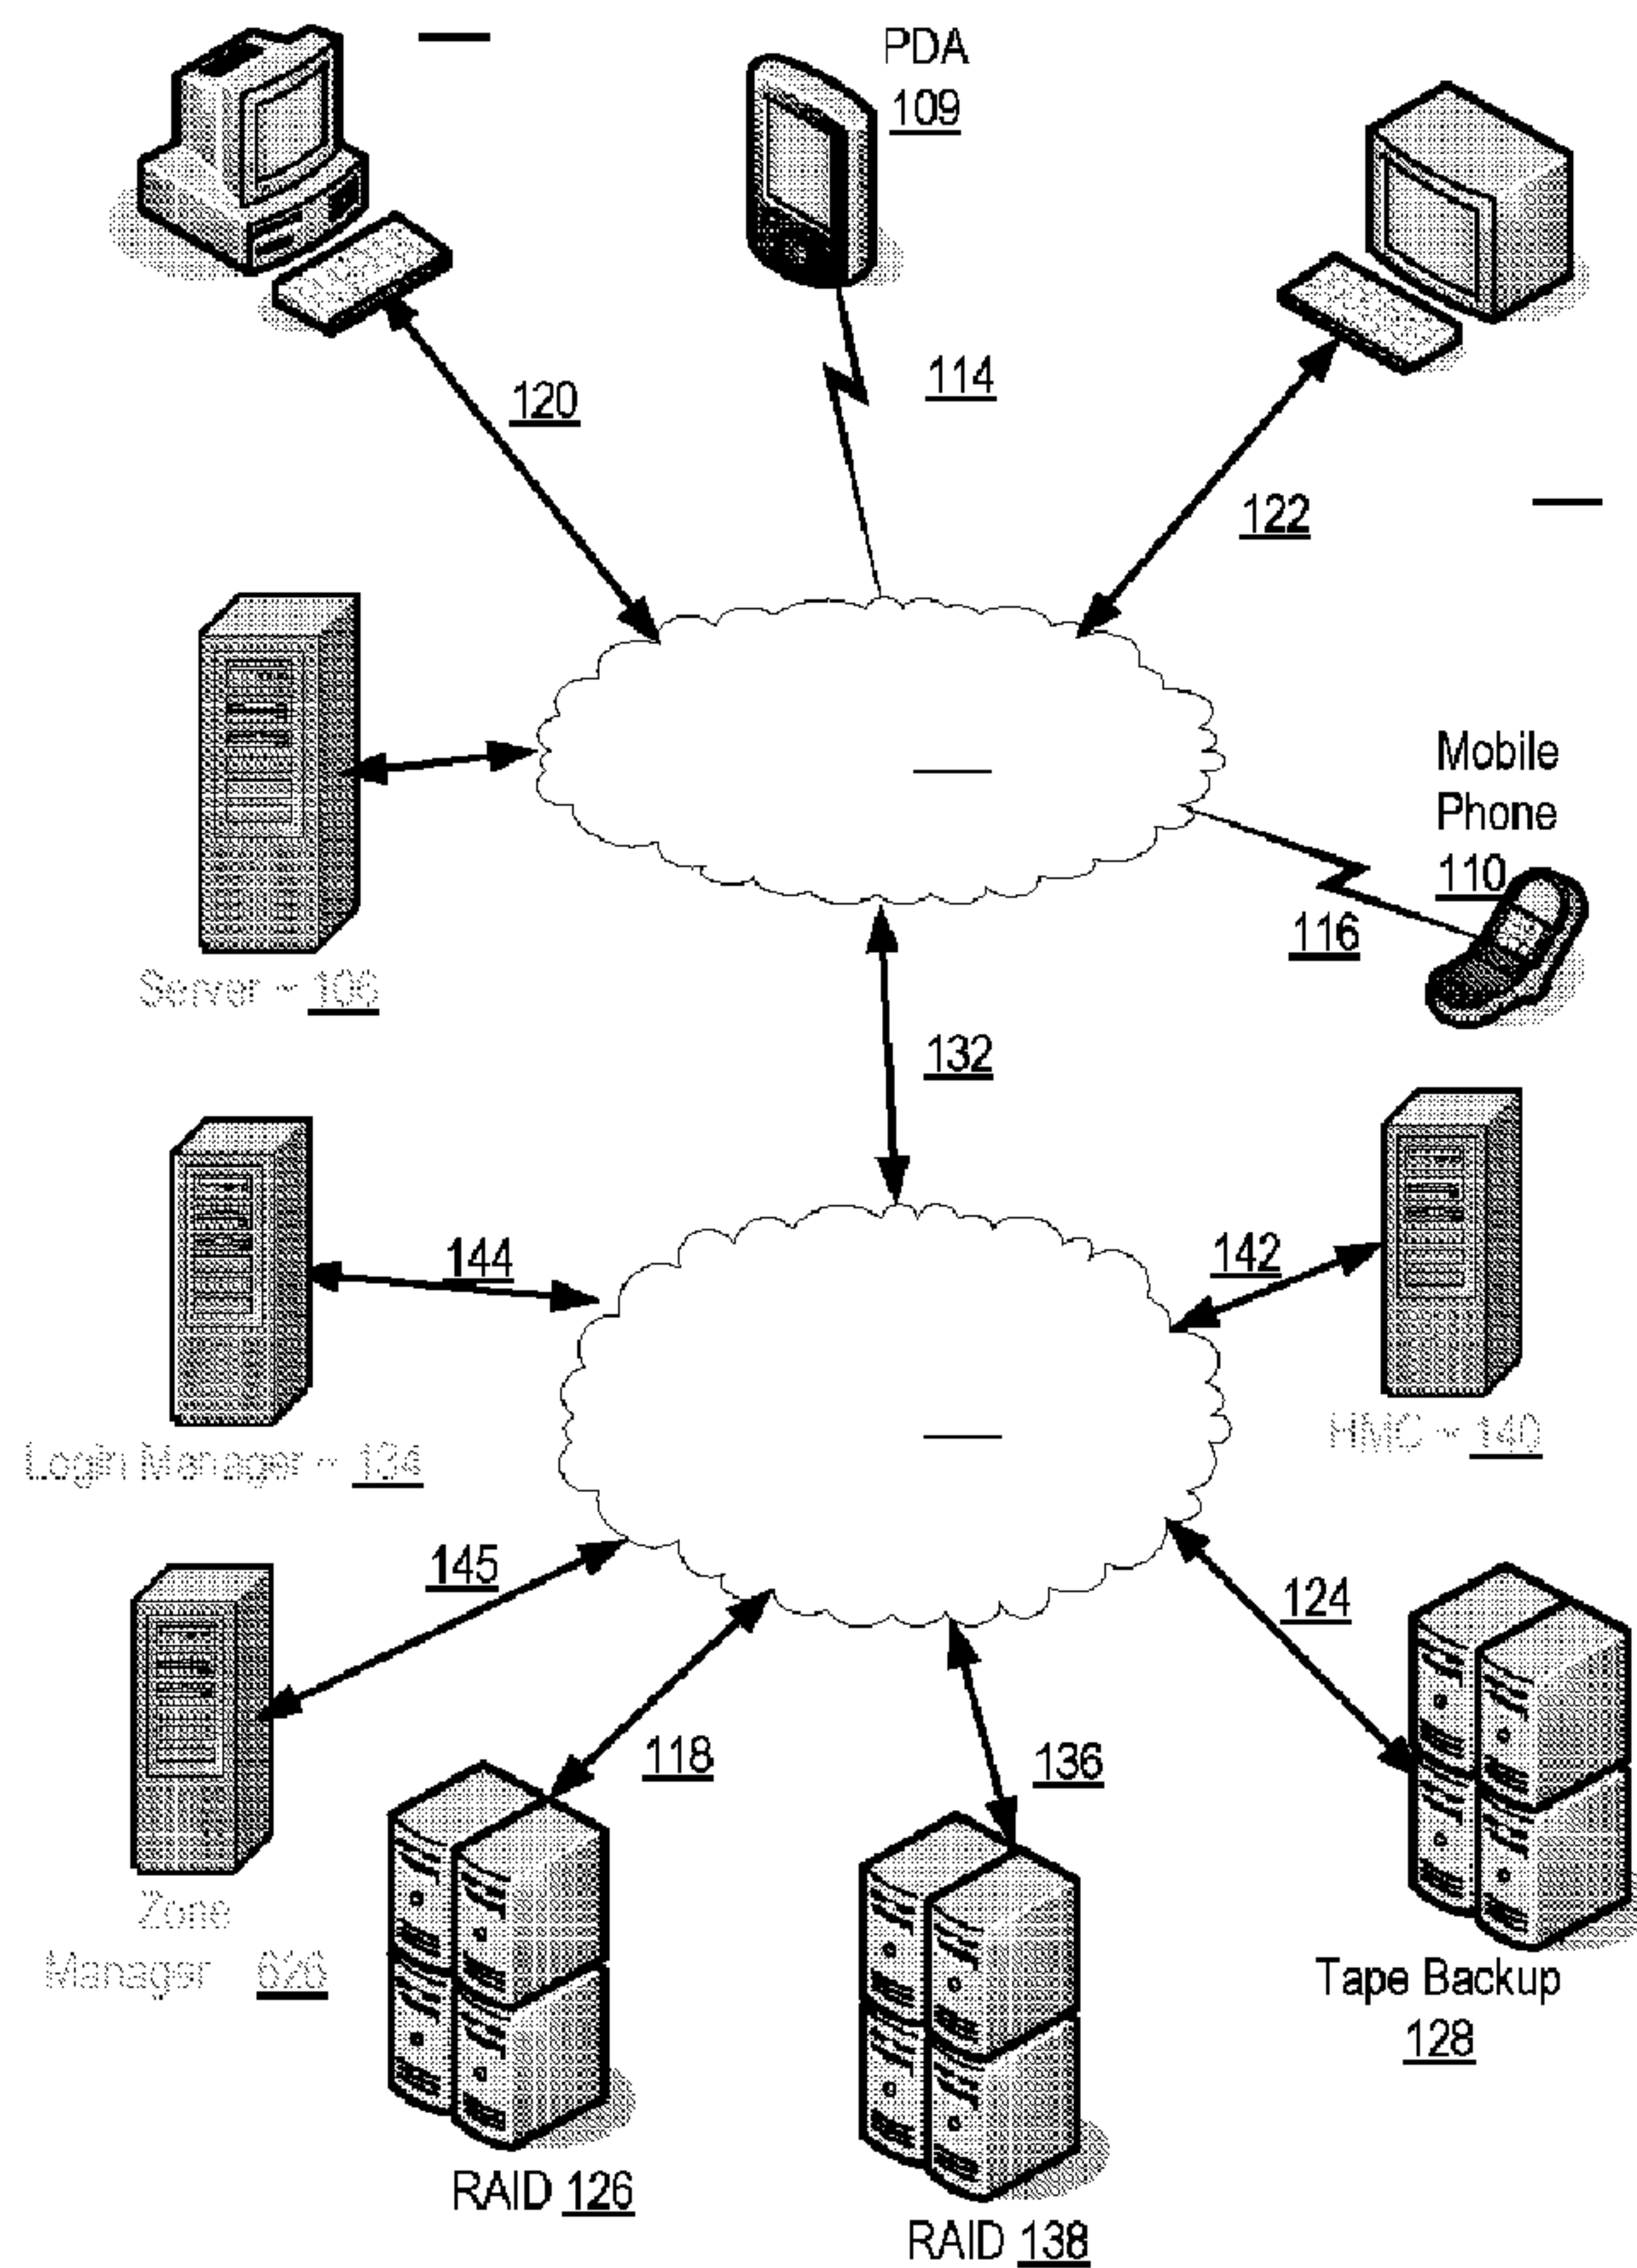 PDA
109
114
120
122
Mobile
Phone
110
116
Server ~ 106
132
144
142
Login Manager ~ 134
HMC ~ 140
145
124
118
136
Zone
Manager 626
Tape Backup
128
RAID 126
RAID 138